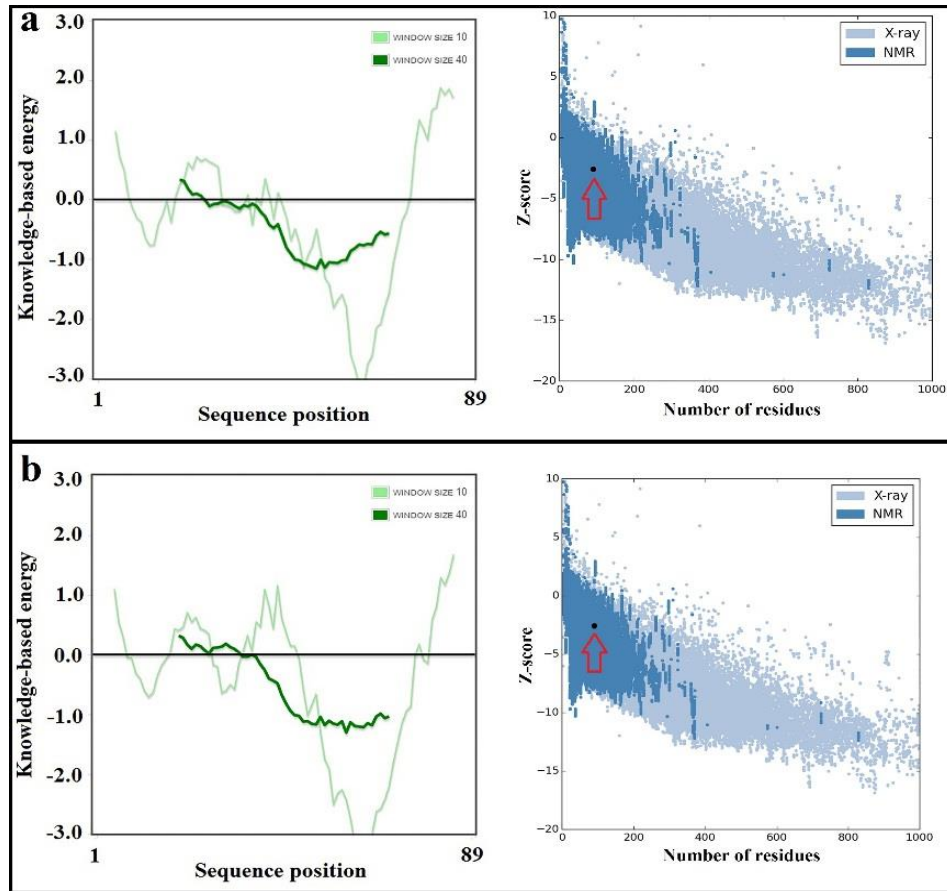 a
Knowledge-based energy
3.0
2.0
1.0
0.0
-1.0
-2.0
-3.0
WINDOW SIZE 10
WINDOW SIZE 40
1
89
Sequence position
Z-score
10
5
0
−5
−10
−15
−20
X-ray
NMR
0
200
400
600
800
1000
Number of residues
b
Knowledge-based energy
3.0
2.0
1.0
0.0
-1.0
-2.0
-3.0
WINDOW SIZE 10
WINDOW SIZE 40
1
89
Sequence position
Z-score
10
5
0
−5
−10
−15
−20
X-ray
NMR
0
200
400
600
800
1000
Number of residues